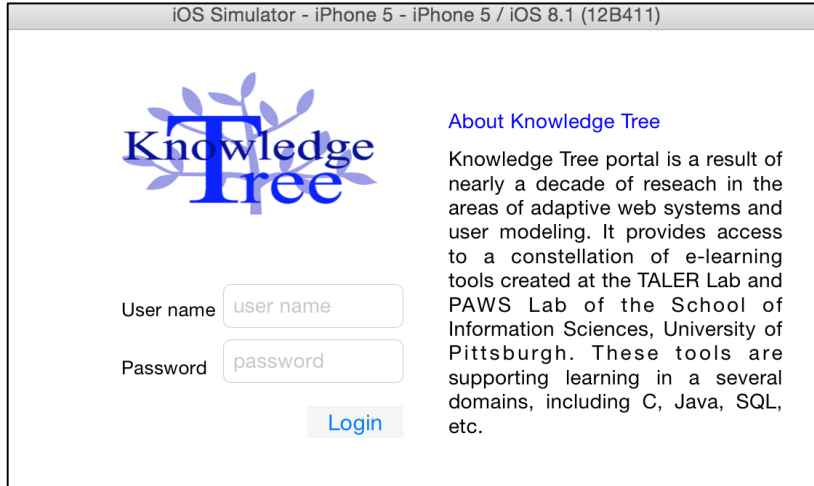 iOS Simulator - iPhone 5 - iPhone 5 / iOS 8.1 (12B411)
Knowledge
Tree
User name
user name
Password
password
Login
About Knowledge Tree
Knowledge Tree portal is a result of
nearly a decade of reseach in the
areas of adaptive web systems and
user modeling. It provides access
to a constellation of e-learning
tools created at the TALER Lab and
PAWS Lab of the School of
Information Sciences, University of
Pittsburgh. These tools are
supporting learning in a several
domains, including C, Java, SQL,
etc.